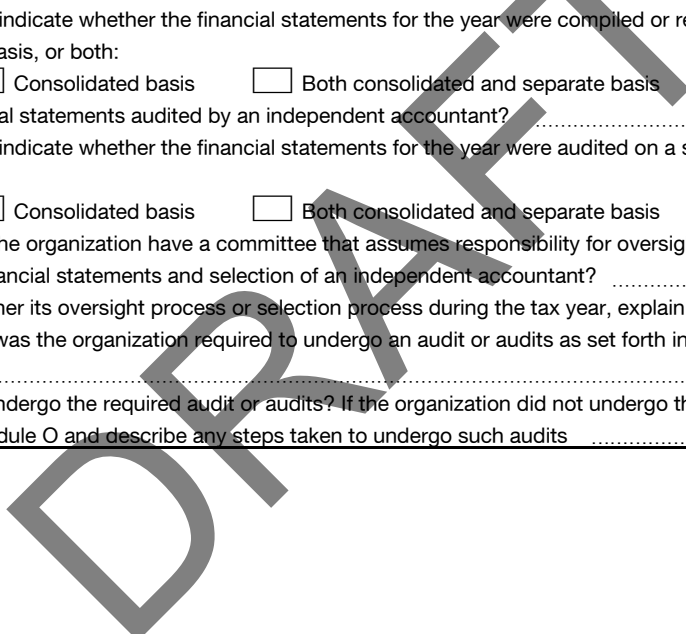 indicate whether the financial statements for the year were compiled or re
asis, or both:
Consolidated basis Both consolidated and separate basis
al statements audited by an independent accountant?
indicate whether the financial statements for the year were audited on a s
Consolidated basis Both consolidated and separate basis
ne organization have a committee that assumes responsibility for oversig
ancial statements and selection of an independent accountant?
ner its oversight process or selection process during the tax year, explain
was the organization required to undergo an audit or audits as set forth in
ndergo the required audit or audits? If the organization did not undergo th
dule O and describe any steps taken to undergo such audits
DRAFT